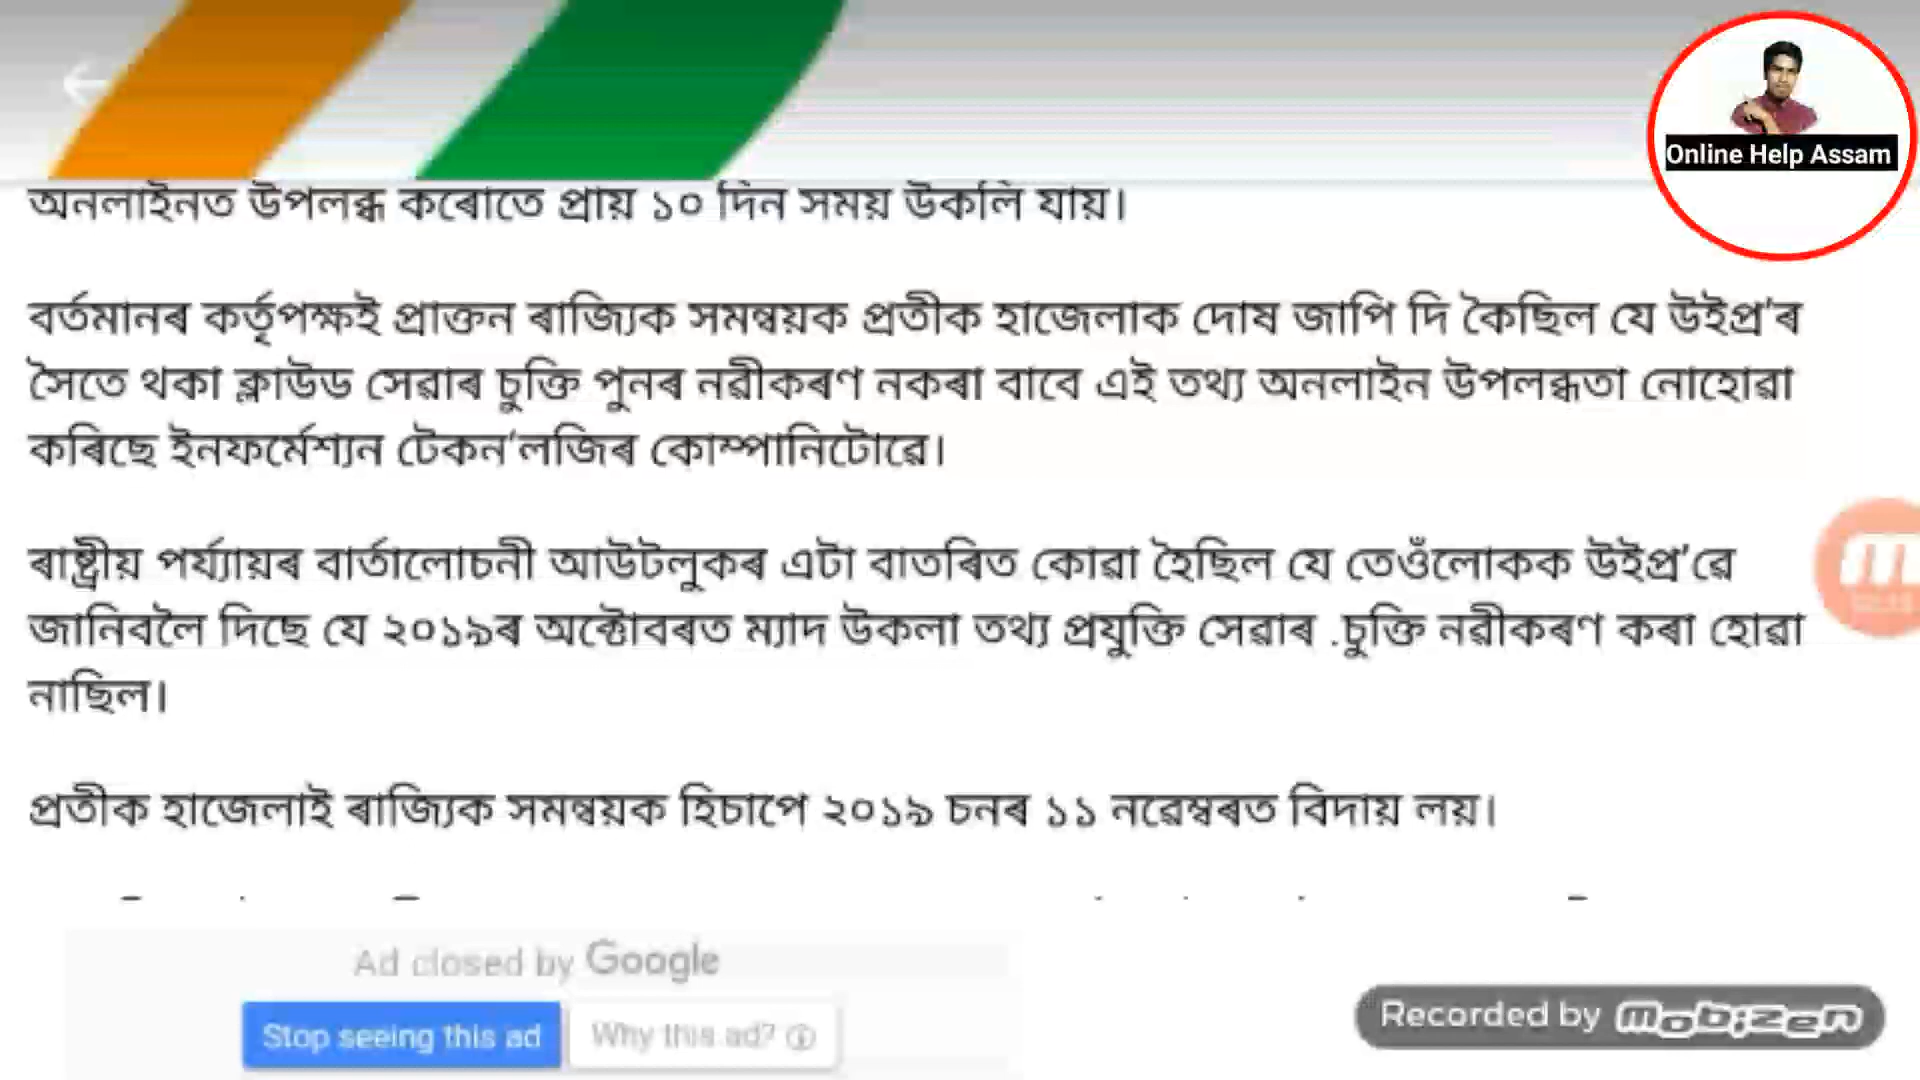 Online Help Assam
অনলাইনত উপলব্ধ কৰোতে প্ৰায় ১০ দিন সময় উকলি যায়।
বৰ্তমানৰ কৰ্তৃপক্ষই প্ৰাক্তন ৰাজ্যিক সমন্বয়ক প্ৰতীক হাজেলাক দোষ জাপি দি কৈছিল যে উইপ্ৰ'ৰ
সৈতে থকা ক্লাউড সেৱাৰ চুক্তি পুনৰ নৱীকৰণ নকৰা বাবে এই তথ্য অনলাইন উপলব্ধতা নোহোৱা
কৰিছে ইনফৰ্মেশ্যন টেকন'লজিৰ কোম্পানিটোৱে।
ৰাষ্ট্ৰীয় পৰ্য্যায়ৰ বাৰ্তালোচনী আউটলুকৰ এটা বাতৰিত কোৱা হৈছিল যে তেওঁলোকক উইপ্ৰ'ৱে
জানিবলৈ দিছে যে ২০১৯ৰ অক্টোবৰত ম্যাদ উকলা তথ্য প্ৰযুক্তি সেৱাৰ .চুক্তি নৱীকৰণ কৰা হোৱা
নাছিল।
প্ৰতীক হাজেলাই ৰাজ্যিক সমন্বয়ক হিচাপে ২০১৯ চনৰ ১১ নৱেম্বৰত বিদায় লয়।
Ad closed by Google
Stop seeing this ad
Why this ad?
Recorded by mobizen